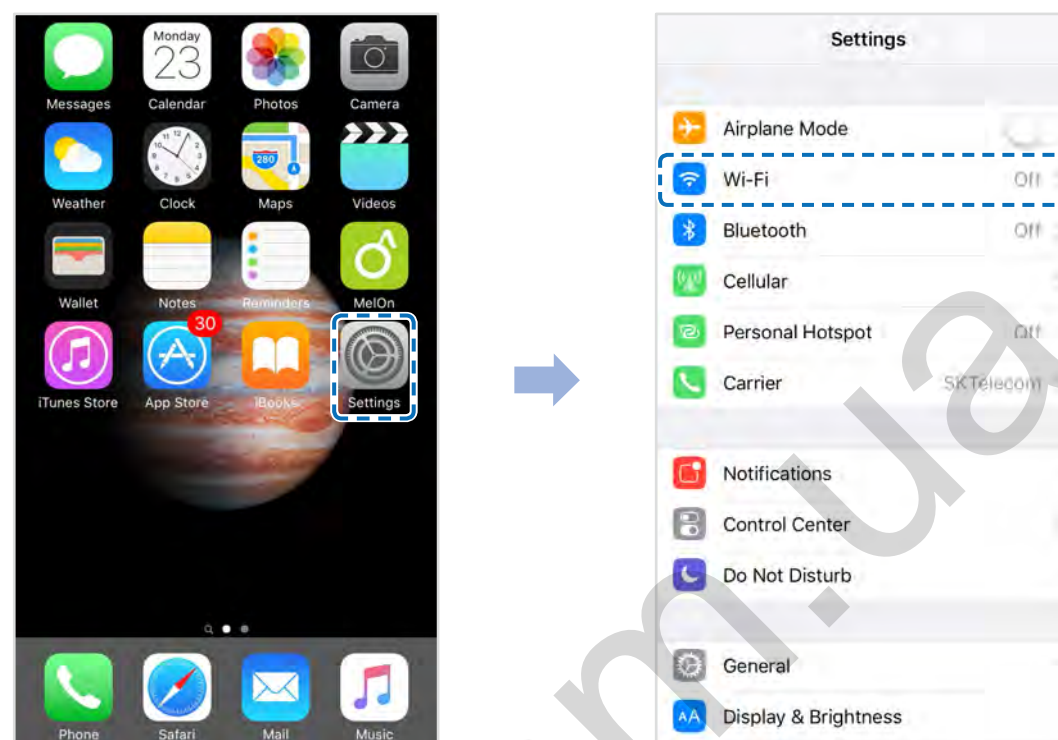 Monday
23
Messages Calendar Photos Camera
12
280
Weather Clock Maps Videos
Wallet Notes Reminders MelOn
30
iTunes Store App Store iBooks Settings
Phone Safari Mail Music
Settings
Airplane Mode
Wi-Fi Off
Bluetooth Off
Cellular
Personal Hotspot Off
Carrier SKTelecom
Notifications
Control Center
Do Not Disturb
General
AA Display & Brightness
m.ua